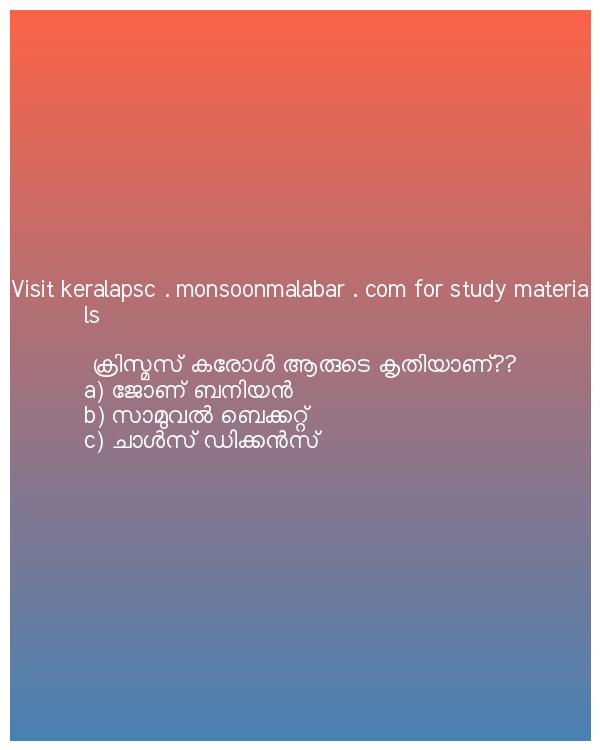 Visit keralapsc . monsoonmalabar . com for study materia
ls
ക്രിസ്മസ് കരോൾ ആരുടെ കൃതിയാണ്??
a) ജോണ് ബനിയൻ
b) സാമുവൽ ബെക്കറ്റ്
c) ചാൾസ് ഡിക്കൻസ്